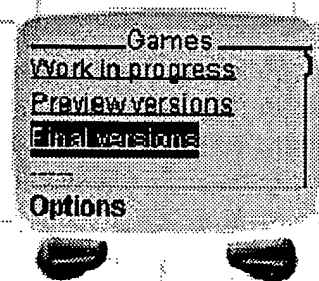 Games
Work in progress
Preview versions
Final versions
Options